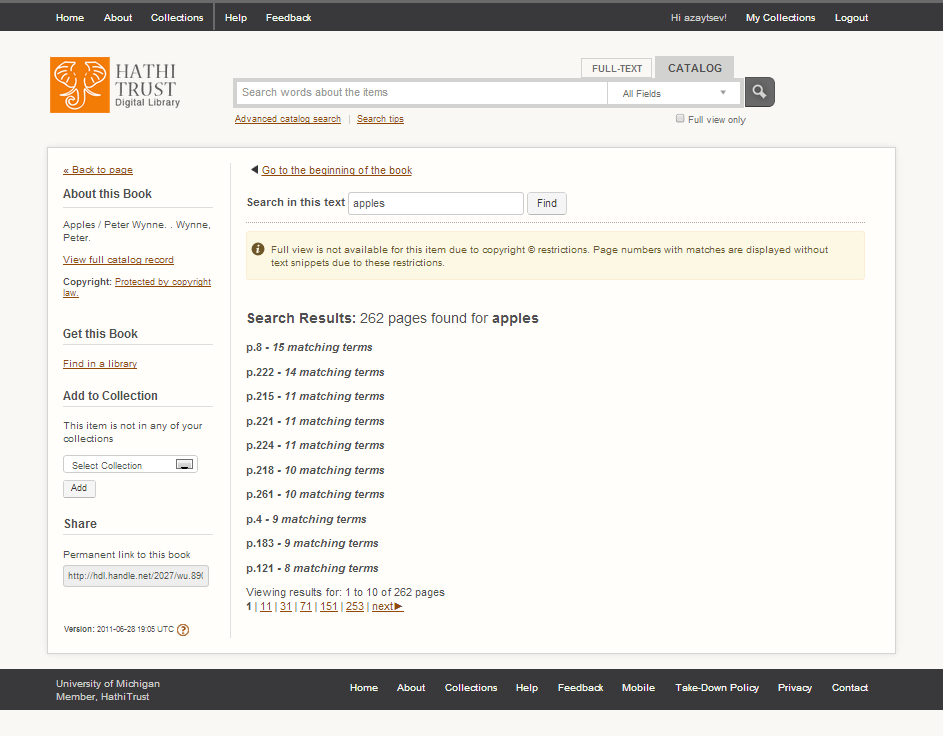 Home About Collections Help Feedback Hi azaytsev! My Collections Logout
HATHI
TRUST
Digital Library
FULL-TEXT CATALOG
Search words about the items All Fields
Advanced catalog search | Search tips Full view only
« Back to page
About this Book
Apples / Peter Wynne. . Wynne,
Peter.
View full catalog record
Copyright: Protected by copyright
law.
Get this Book
Find in a library
Add to Collection
This item is not in any of your
collections
Select Collection
Add
Share
Permanent link to this book
http://hdl.handle.net/2027/wu.890
Version: 2011-06-28 19:05 UTC ?
Go to the beginning of the book
Search in this text apples Find
Full view is not available for this item due to copyright © restrictions. Page numbers with matches are displayed without
text snippets due to these restrictions.
Search Results: 262 pages found for apples
p.8 - 15 matching terms
p.222 - 14 matching terms
p.215 - 11 matching terms
p.221 - 11 matching terms
p.224 - 11 matching terms
p.218 - 10 matching terms
p.261 - 10 matching terms
p.4 - 9 matching terms
p.183 - 9 matching terms
p.121 - 8 matching terms
Viewing results for: 1 to 10 of 262 pages
1 | 11 | 31 | 71 | 151 | 253 | next►
University of Michigan
Member, HathiTrust
Home About Collections Help Feedback Mobile Take-Down Policy Privacy Contact